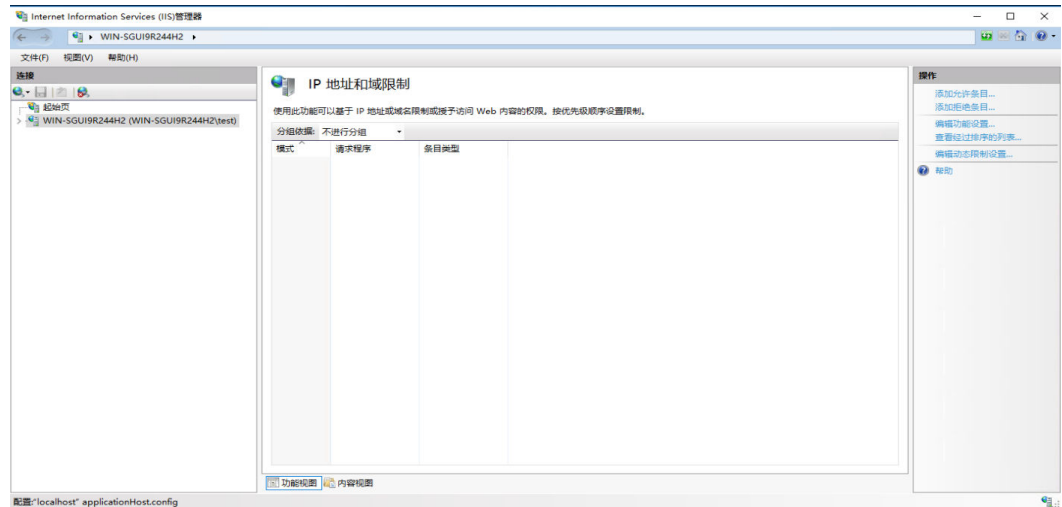 Internet Information Services (IIS)管理器
WIN-SGUI9R244H2
文件(F) 视图(V) 帮助(H)
连接
起始页
WIN-SGUI9R244H2 (WIN-SGUI9R244H2\test)
IP 地址和域限制
使用此功能可以基于 IP 地址或域名限制或授予访问 Web 内容的权限。按优先级顺序设置限制。
分组依据: 不进行分组
模式 请求程序 条目类型
功能视图 内容视图
操作
添加允许条目...
添加拒绝条目...
编辑功能设置...
查看经过排序的列表...
编辑动态限制设置...
帮助
配置:"localhost" applicationHost.config